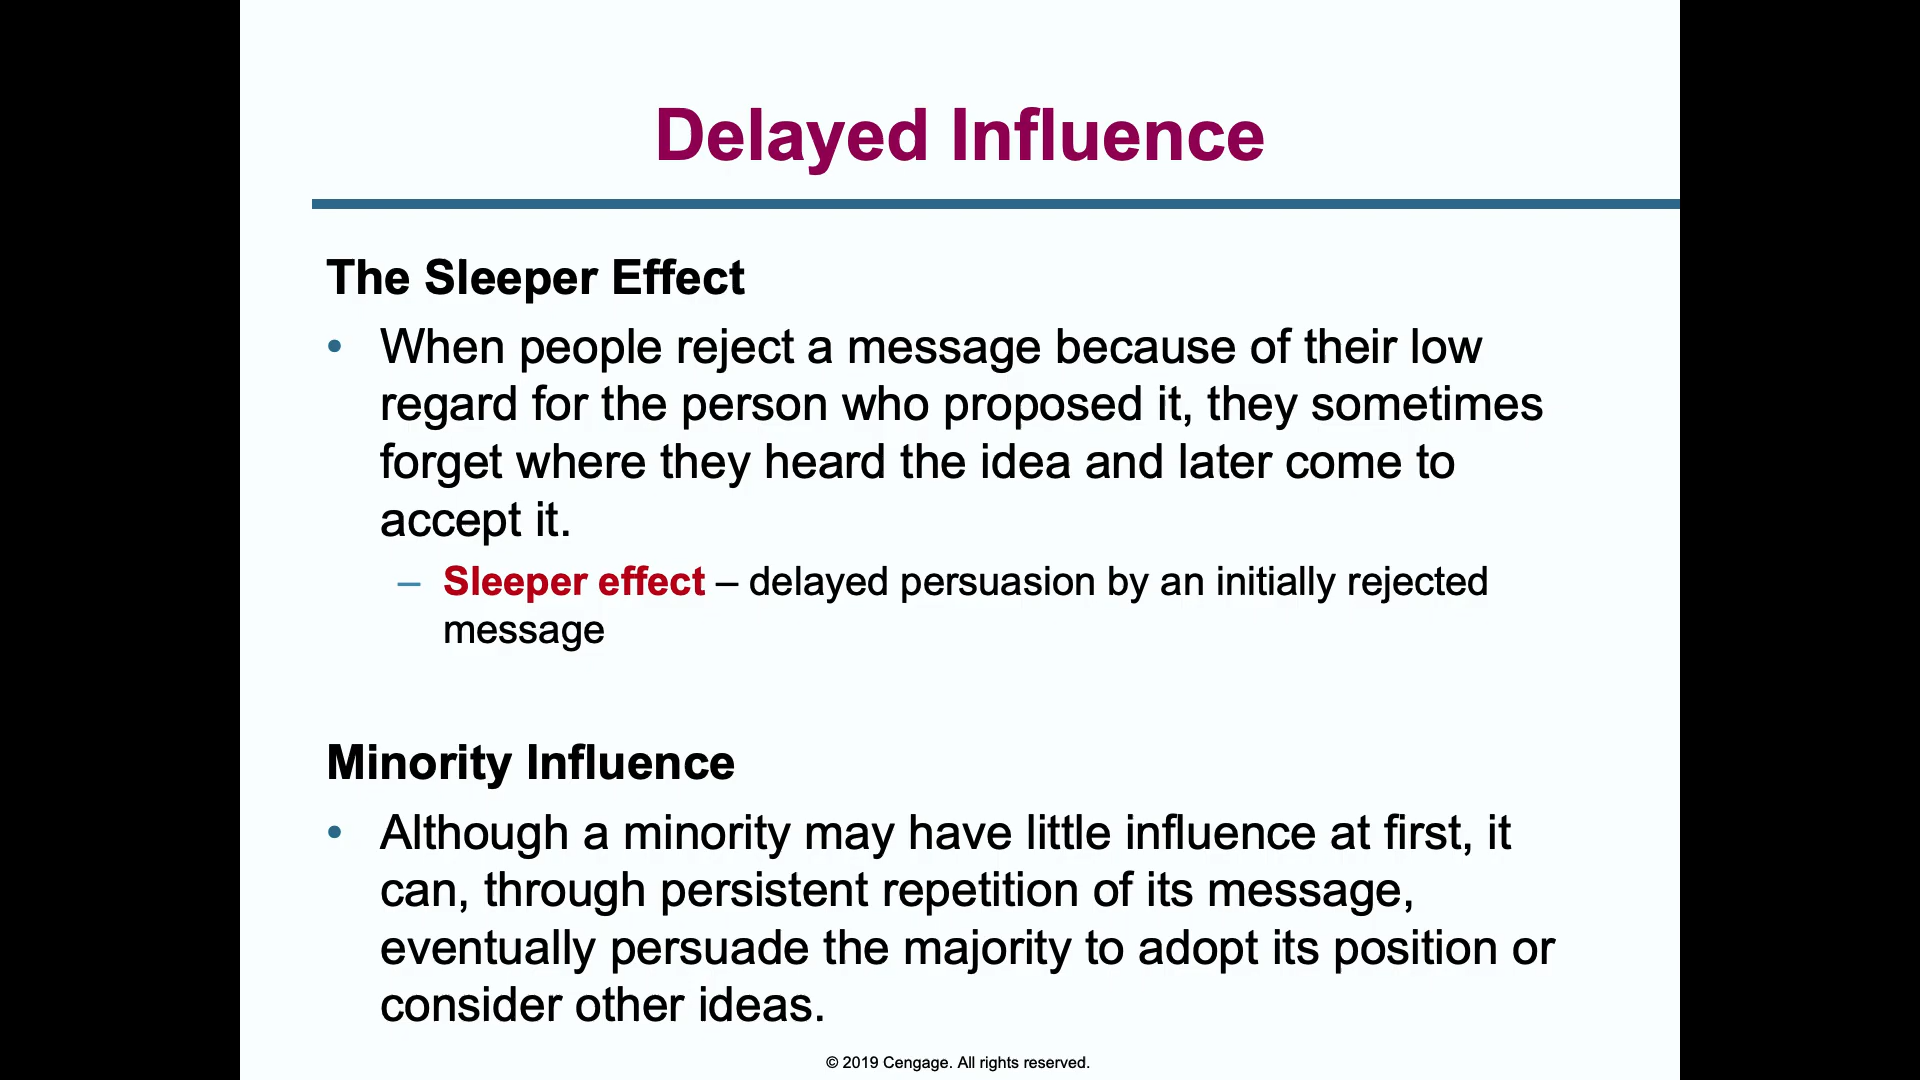 Delayed Influence
The Sleeper Effect
• When people reject a message because of their low
regard for the person who proposed it, they sometimes
forget where they heard the idea and later come to
accept it.
– Sleeper effect – delayed persuasion by an initially rejected
message
Minority Influence
• Although a minority may have little influence at first, it
can, through persistent repetition of its message,
eventually persuade the majority to adopt its position or
consider other ideas.
© 2019 Cengage. All rights reserved.